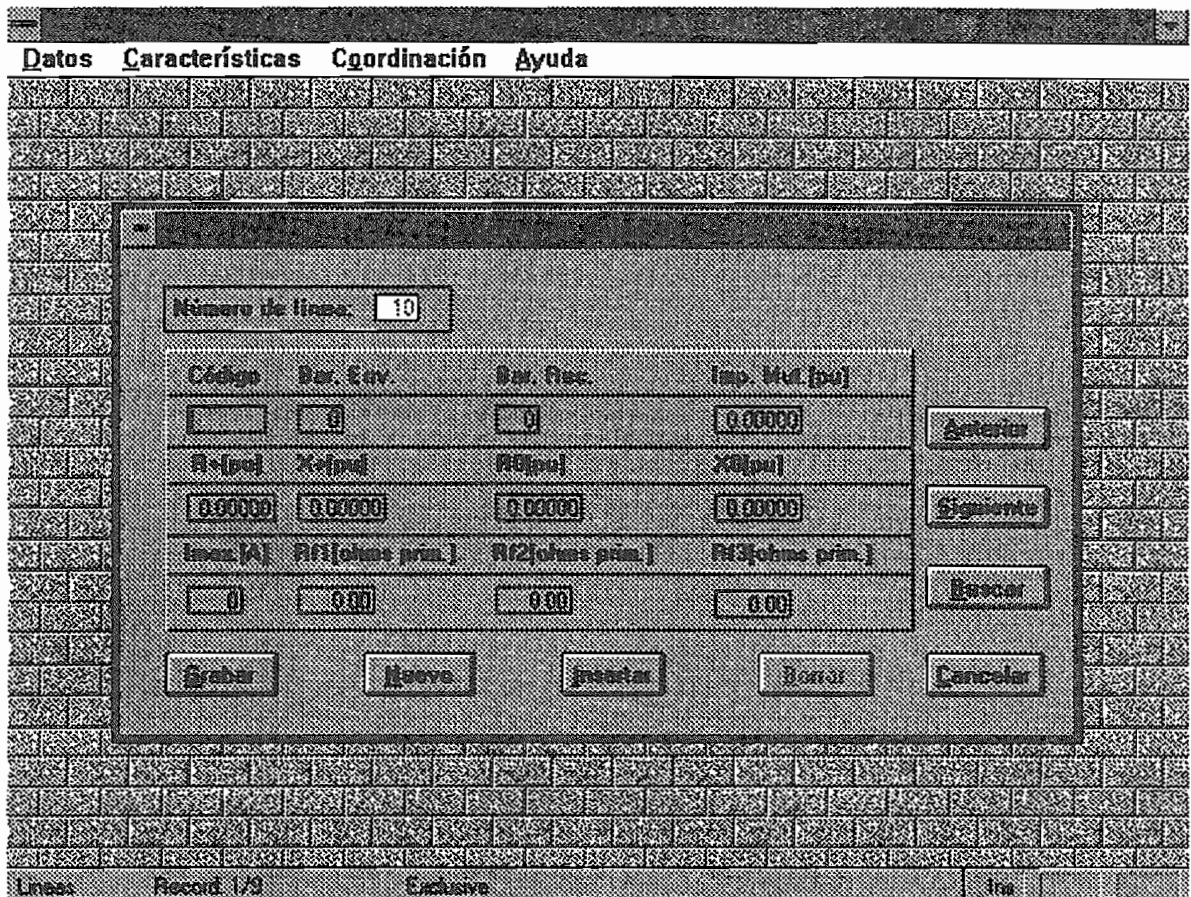 Datos Características Coordinación Ayuda
Número de línea: 10
Código Bar. Env. Bar. Rec. Imp. Mut.[pu]
0 0 0.00000
R+[pu] X+[pu] R0[pu] X0[pu]
0.00000 0.00000 0.00000 0.00000
Imax.[A] Rf1[ohms prim.] Rf2[ohms prim.] Rf3[ohms prim.]
0 0.00 0.00 0.00
Anterior
Siguiente
Buscar
Grabar Nuevo Insertar Borrar Cancelar
Lineas Record: 1/9 Exclusive Ins